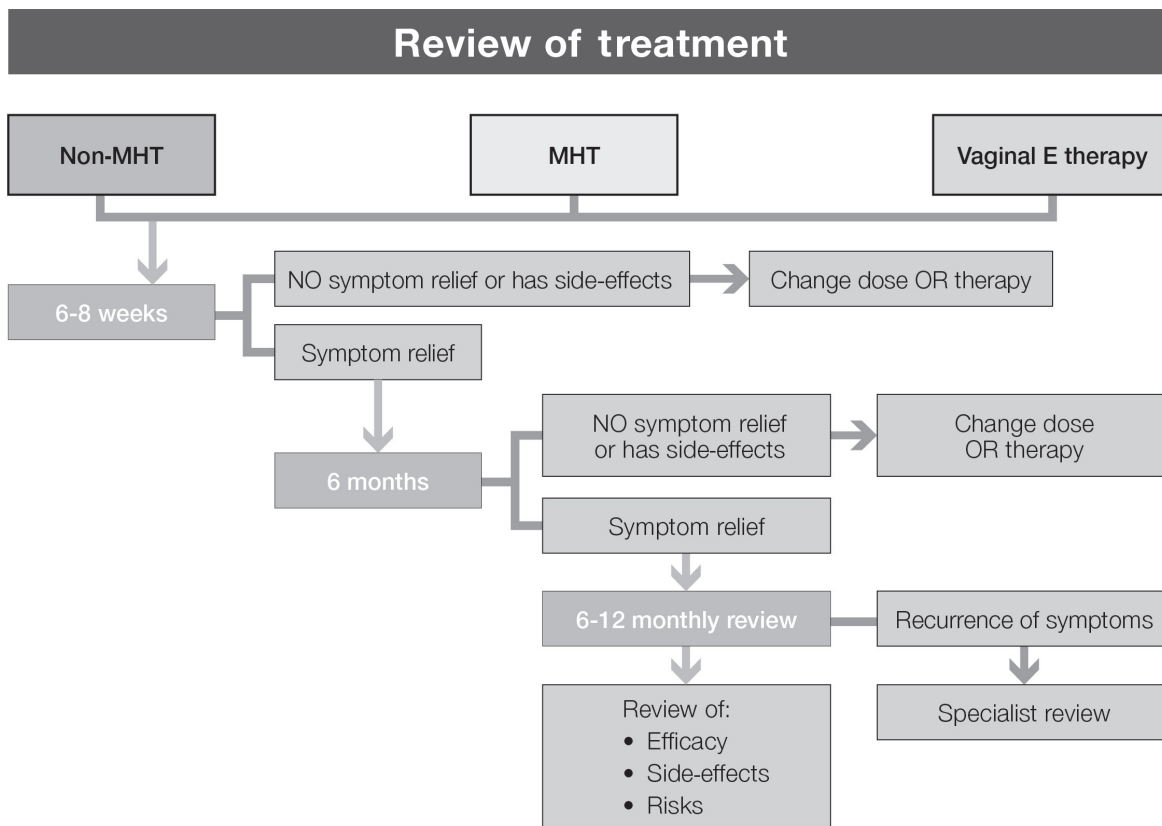 Review of treatment
Non-MHT
MHT
Vaginal E therapy
NO symptom relief or has side-effects
Change dose OR therapy
6-8 weeks
Symptom relief
NO symptom relief
or has side-effects
Change dose
OR therapy
6 months
Symptom relief
6-12 monthly review
Recurrence of symptoms
Review of:
• Efficacy
• Side-effects
• Risks
Specialist review